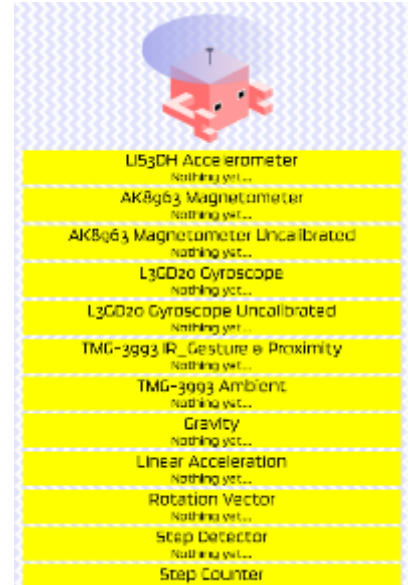 LIS3DH Accelerometer
Nothing yet...
AK8963 Magnetometer
Nothing yet...
AK8963 Magnetometer Uncalibrated
Nothing yet...
L3GD20 Gyroscope
Nothing yet...
L3GD20 Gyroscope Uncalibrated
Nothing yet...
TMG-3993 IR_Gesture & Proximity
Nothing yet...
TMG-3993 Ambient
Nothing yet...
Gravity
Nothing yet...
Linear Acceleration
Nothing yet...
Rotation Vector
Nothing yet...
Step Detector
Nothing yet...
Step Counter